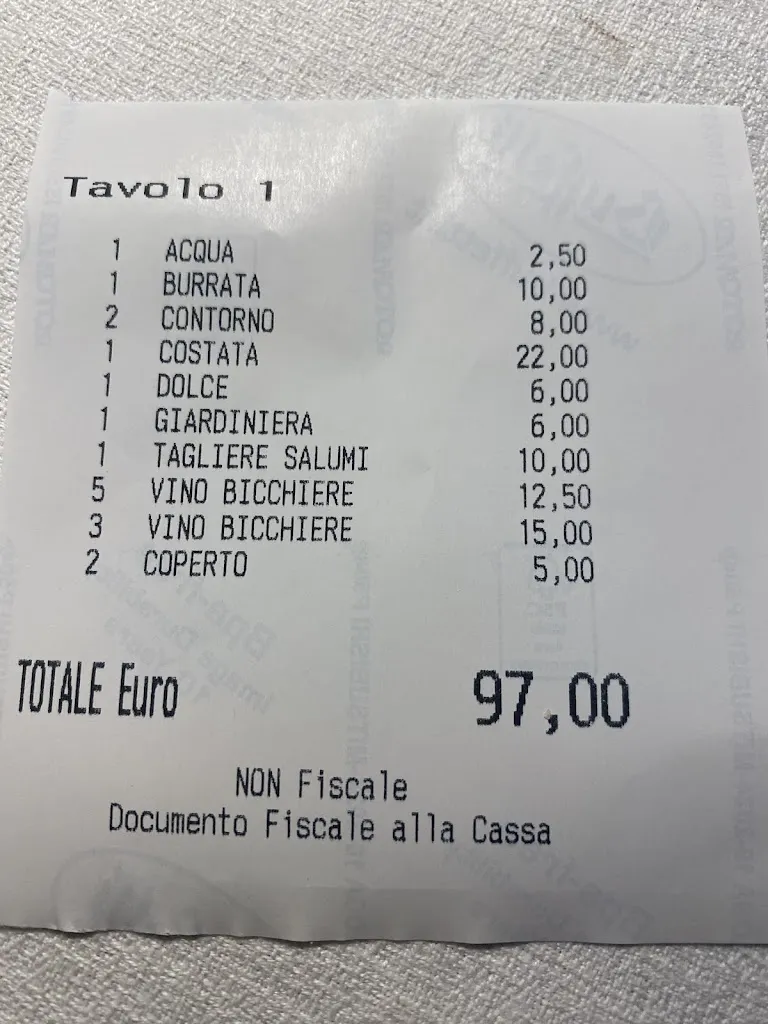 Tavolo 1
1 ACQUA 2,50
1 BURRATA 10,00
2 CONTORNO 8,00
1 COSTATA 22,00
1 DOLCE 6,00
1 GIARDINIERA 6,00
1 TAGLIERE SALUMI 10,00
5 VINO BICCHIERE 12,50
3 VINO BICCHIERE 15,00
2 COPERTO 5,00
TOTALE Euro 97,00
NON Fiscale
Documento Fiscale alla Cassa